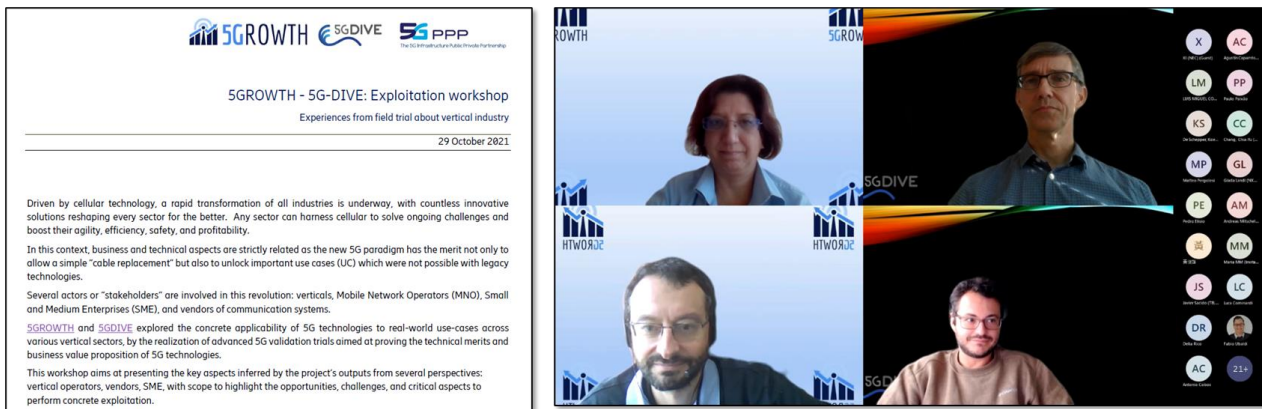 5GROWTH 5GDIVE 5G PPP
The 5G Infrastructure Public Private Partnership
5GROWTH - 5G-DIVE: Exploitation workshop
Experiences from field trial about vertical industry
29 October 2021
Driven by cellular technology, a rapid transformation of all industries is underway, with countless innovative
solutions reshaping every sector for the better. Any sector can harness cellular to solve ongoing challenges and
boost their agility, efficiency, safety, and profitability.
In this context, business and technical aspects are strictly related as the new 5G paradigm has the merit not only to
allow a simple "cable replacement" but also to unlock important use cases (UC) which were not possible with legacy
technologies.
Several actors or "stakeholders" are involved in this revolution: verticals, Mobile Network Operators (MNO), Small
and Medium Enterprises (SME), and vendors of communication systems.
5GROWTH and 5GDIVE explored the concrete applicability of 5G technologies to real-world use-cases across
various vertical sectors, by the realization of advanced 5G validation trials aimed at proving the technical merits and
business value proposition of 5G technologies.
This workshop aims at presenting the key aspects inferred by the project's outputs from several perspectives:
vertical operators, vendors, SME, with scope to highlight the opportunities, challenges, and critical aspects to
perform concrete exploitation.
ROWTH
5GROW
5GDIVE
5GROWTH
5GROWTH
5GD
X AC
LM PP
Paulo Paixão
KS CC
MP GL
PE AM
Pedro Elísio
MM
JS LC
DR
Delia Rico Fabio Ubaldi
AC 21+